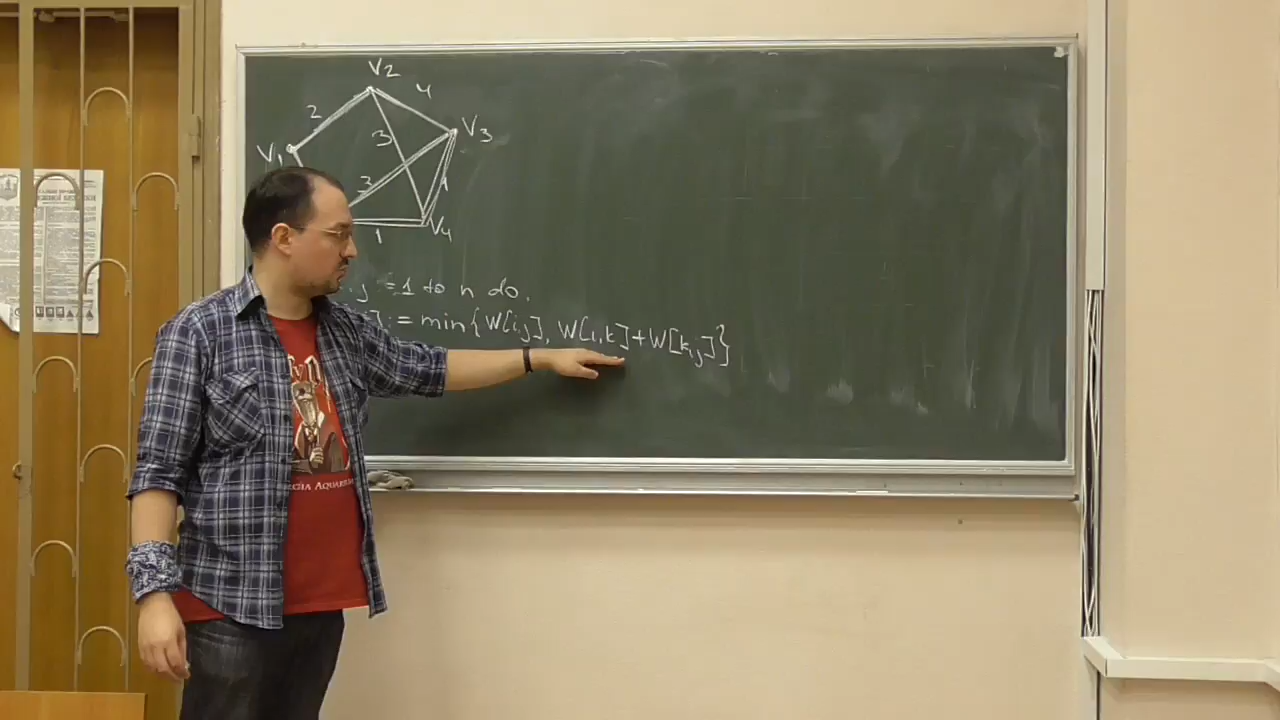 V2
2
4
3
V3
V1
3
1
V4
1
j = 1 to n do.
j] := min{W[i,j], W[i,k]+W[k,j]}